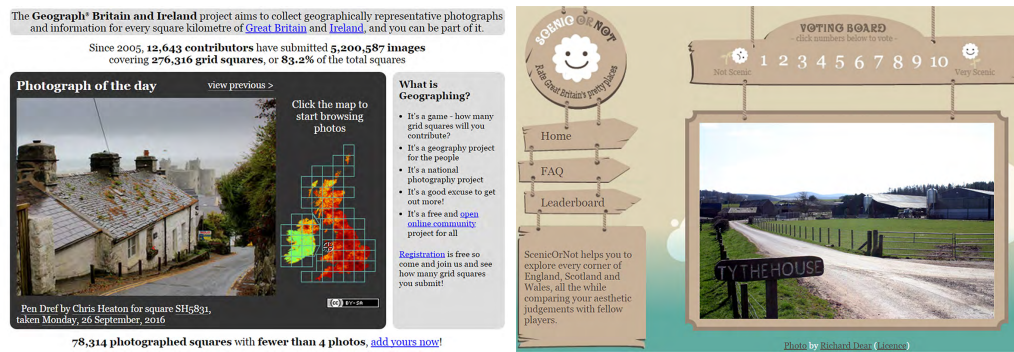 The Geograph® Britain and Ireland project aims to collect geographically representative photographs
and information for every square kilometre of Great Britain and Ireland, and you can be part of it.
Since 2005, 12,643 contributors have submitted 5,200,587 images
covering 276,316 grid squares, or 83.2% of the total squares
Photograph of the day
view previous >
Click the map to
start browsing
photos
Pen Dref by Chris Heaton for square SH5831,
taken Monday, 26 September, 2016
BY-SA
What is
Geographing?
• It's a game - how many
grid squares will you
contribute?
• It's a geography project
for the people
• It's a national
photography project
• It's a good excuse to get
out more!
• It's a free and open
online community
project for all
Registration is free so
come and join us and see
how many grid squares
you submit!
78,314 photographed squares with fewer than 4 photos, add yours now!
SCENIC OR NOT
Rate Great Britain's pretty places
Home
FAQ
Leaderboard
ScenicOrNot helps you to
explore every corner of
England, Scotland and
Wales, all the while
comparing your aesthetic
judgements with fellow
players.
VOTING BOARD
- click numbers below to vote -
Not Scenic
1 2 3 4 5 6 7 8 9 10
Very Scenic
TY THE HOUSE
Photo by Richard Dear (Licence)